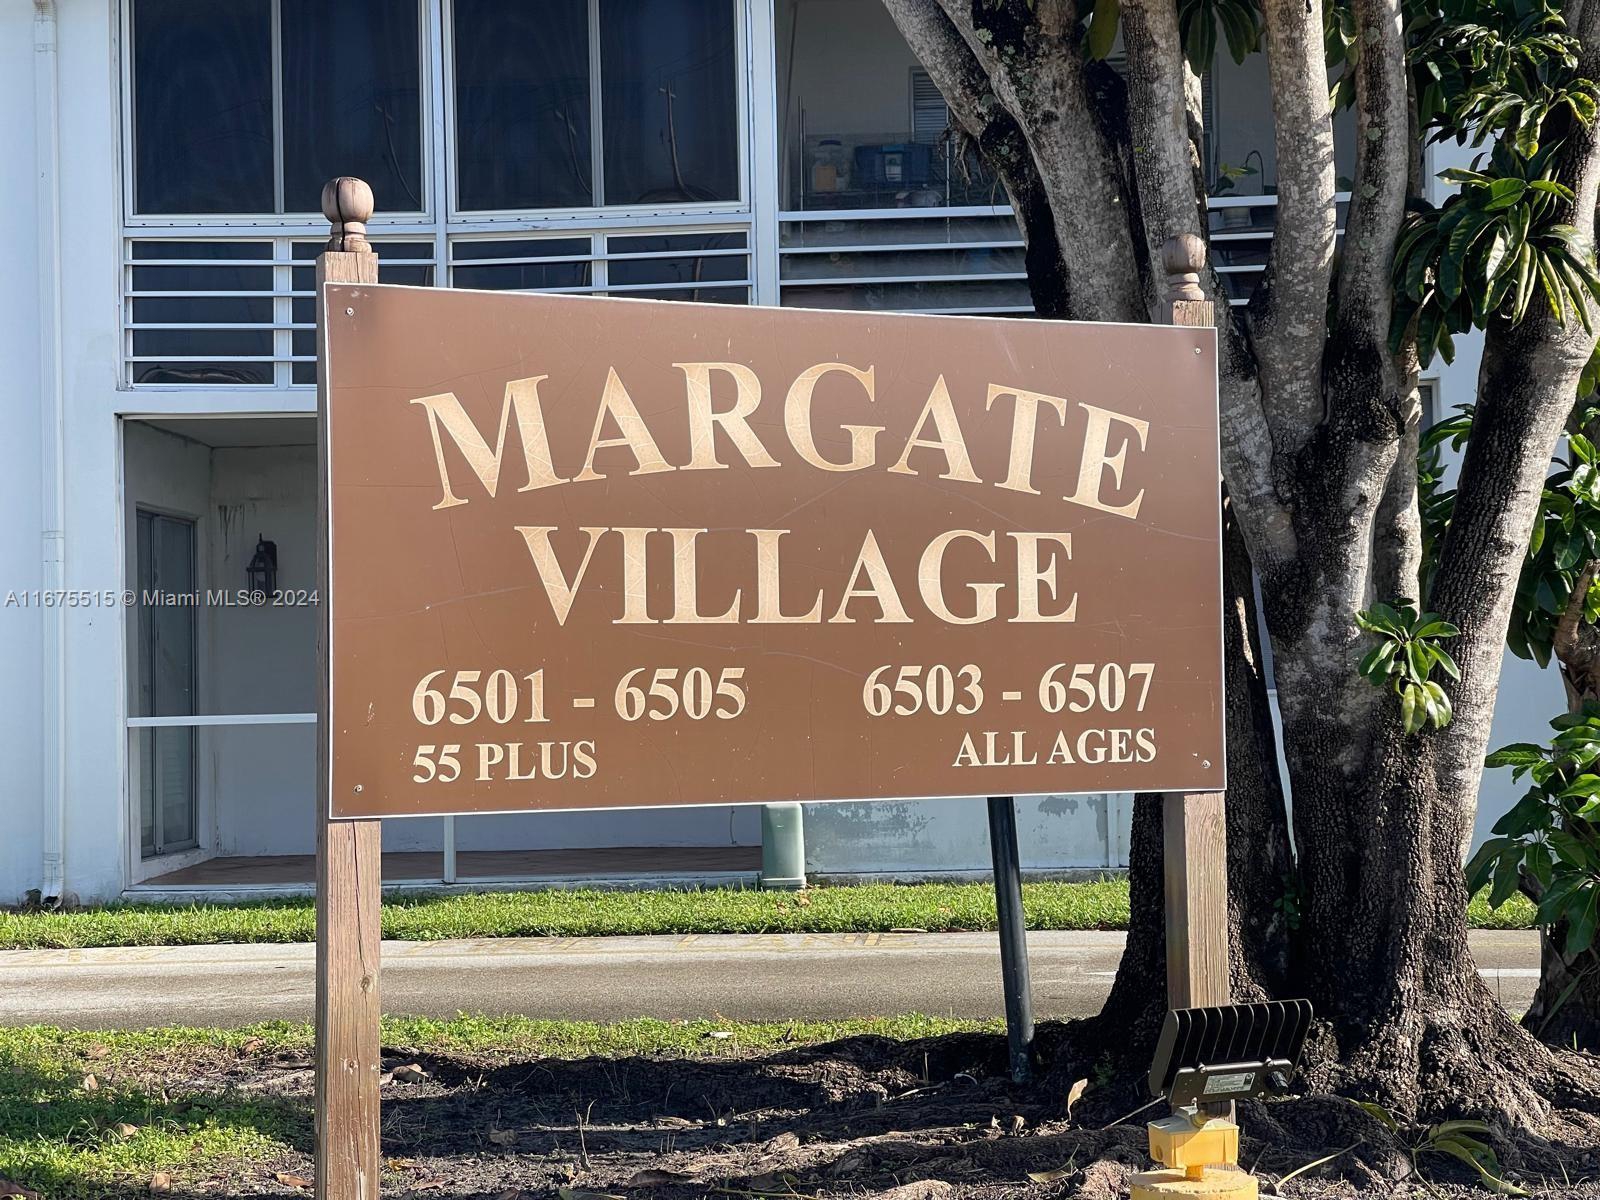 MARGATE
VILLAGE
6501 - 6505 6503 - 6507
55 PLUS ALL AGES
A11675515 © Miami MLS® 2024